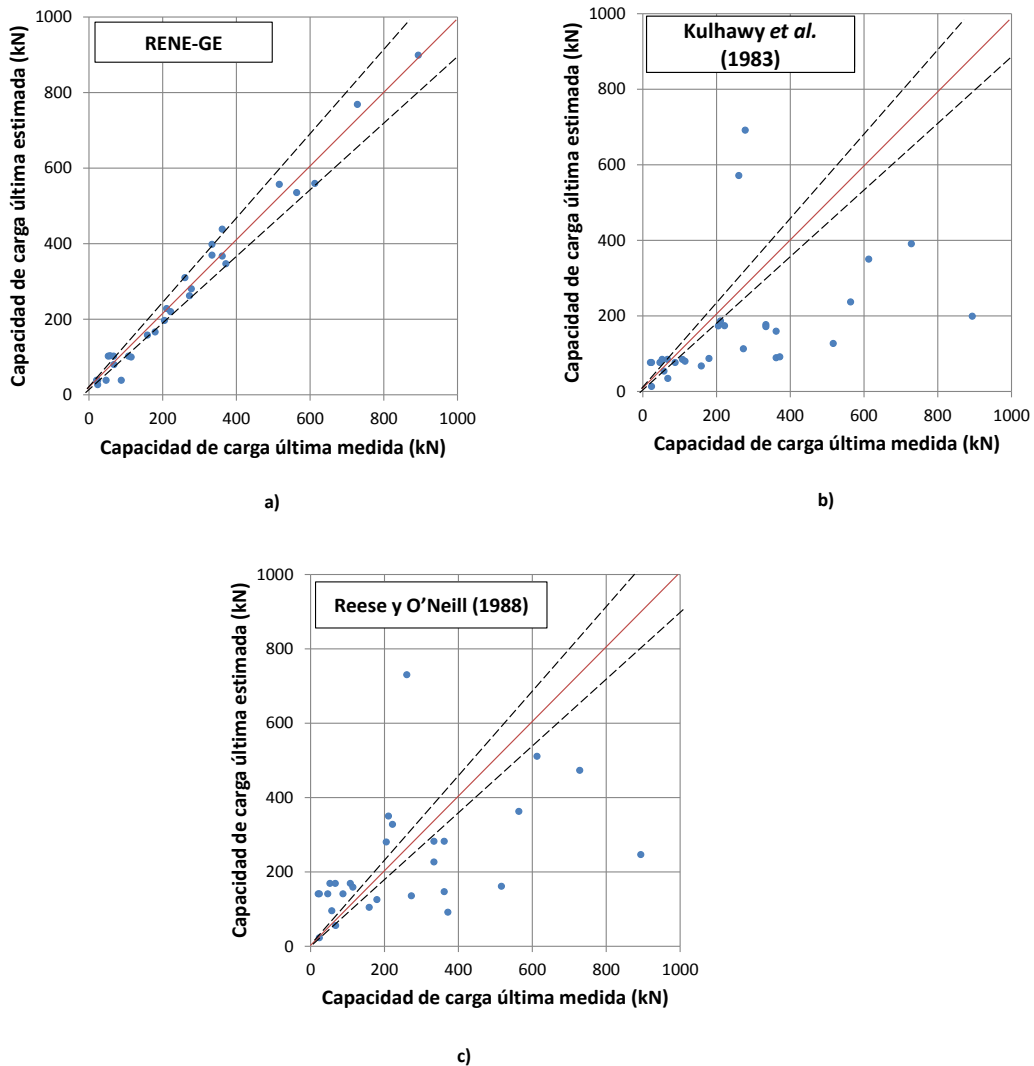 RENE-GE
Capacidad de carga última estimada (kN)
1000
800
600
400
200
0
0 200 400 600 800 1000
Capacidad de carga última medida (kN)
a)
Kulhawy et al.
(1983)
Capacidad de carga última estimada (kN)
1000
800
600
400
200
0
0 200 400 600 800 1000
Capacidad de carga última medida (kN)
b)
Reese y O’Neill (1988)
Capacidad de carga última estimada (kN)
1000
800
600
400
200
0
0 200 400 600 800 1000
Capacidad de carga última medida (kN)
c)